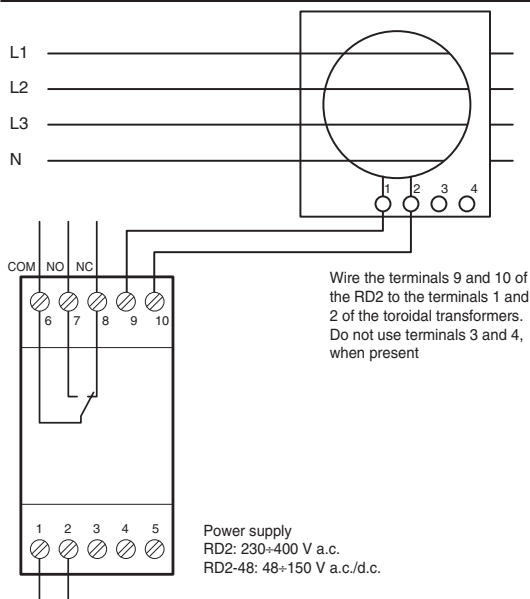 L1
L2
L3
N
1 2 3 4
COM NO NC
6 7 8 9 10
Wire the terminals 9 and 10 of
the RD2 to the terminals 1 and
2 of the toroidal transformers.
Do not use terminals 3 and 4,
when present
1 2 3 4 5
Power supply
RD2: 230÷400 V a.c.
RD2-48: 48÷150 V a.c./d.c.